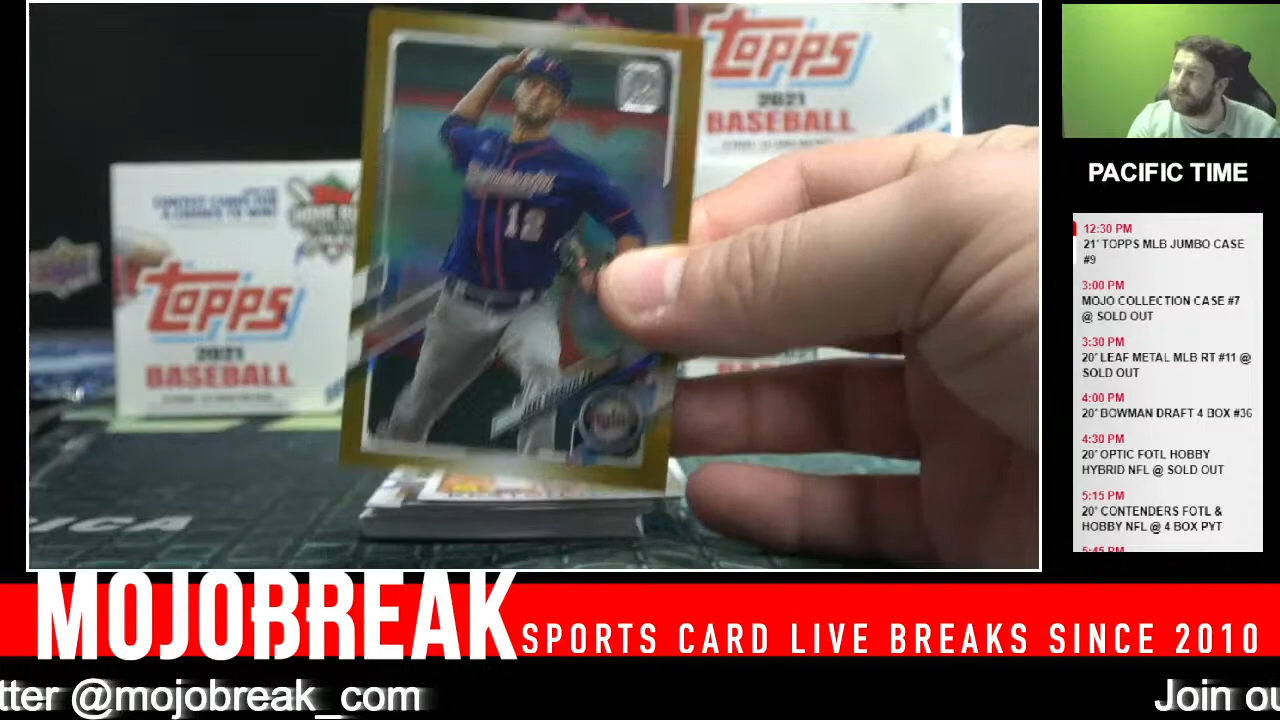 TOPPS
2021
BASEBALL
CONTEST CARDS FOR
A CHANCE TO WIN!
TOPPS
2021
BASEBALL
Minnesota
12
PACIFIC TIME
12:30 PM
21' TOPPS MLB JUMBO CASE
#9
3:00 PM
MOJO COLLECTION CASE #7
@ SOLD OUT
3:30 PM
20' LEAF METAL MLB RT #11 @
SOLD OUT
4:00 PM
20' BOWMAN DRAFT 4 BOX #36
4:30 PM
20' OPTIC FOTL HOBBY
HYBRID NFL @ SOLD OUT
5:15 PM
20' CONTENDERS FOTL &
HOBBY NFL @ 4 BOX PYT
5:45 PM
MOJOBREAK
SPORTS CARD LIVE BREAKS SINCE 2010
tter @mojobreak_com
Join ou